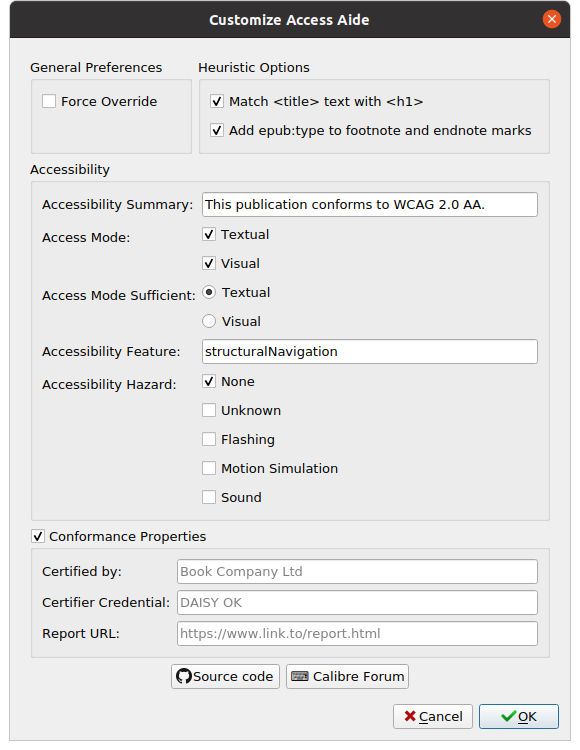 Customize Access Aide
General Preferences
Force Override
Heuristic Options
Match <title> text with <h1>
Add epub:type to footnote and endnote marks
Accessibility
Accessibility Summary: This publication conforms to WCAG 2.0 AA.
Access Mode: Textual
Visual
Access Mode Sufficient: Textual
Visual
Accessibility Feature: structuralNavigation
Accessibility Hazard: None
Unknown
Flashing
Motion Simulation
Sound
Conformance Properties
Certified by: Book Company Ltd
Certifier Credential: DAISY OK
Report URL: https://www.link.to/report.html
Source code Calibre Forum
Cancel OK